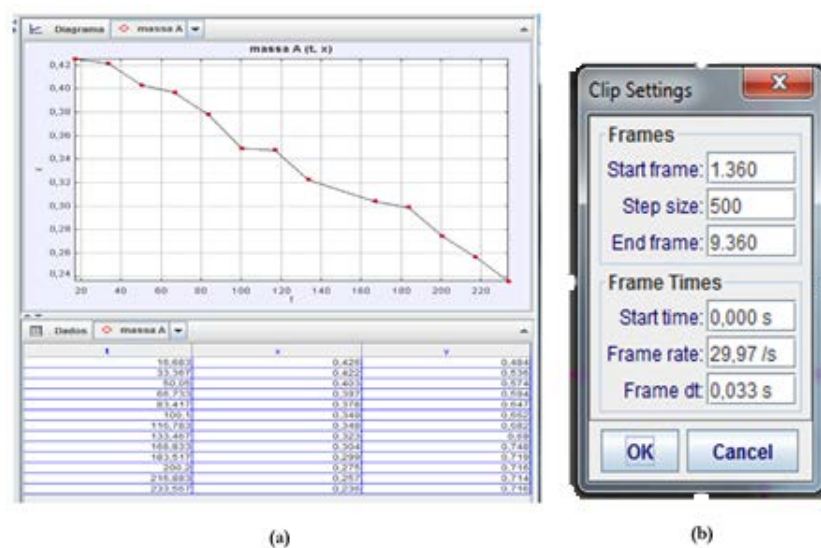 Diagrama massa A
massa A (t, x)
0,42
0,40
0,38
0,36
0,34
0,32
0,30
0,28
0,26
0,24
20 40 60 80 100 120 140 160 180 200 220
t
Dados massa A
t x y
16,683 0,426 0,484
33,367 0,422 0,536
50,05 0,403 0,574
66,733 0,397 0,594
83,417 0,378 0,647
100,1 0,349
116,783 0,348 0,682
133,467 0,323 0,69
0,304
183,517 0,299 0,719
200,2 0,275 0,716
216,883 0,257 0,714
233,567 0,236 0,716
(a)
Clip Settings
Frames
Start frame: 1.360
Step size: 500
End frame: 9.360
Frame Times
Start time: 0,000 s
Frame rate: 29,97 /s
Frame dt: 0,033 s
OK Cancel
(b)